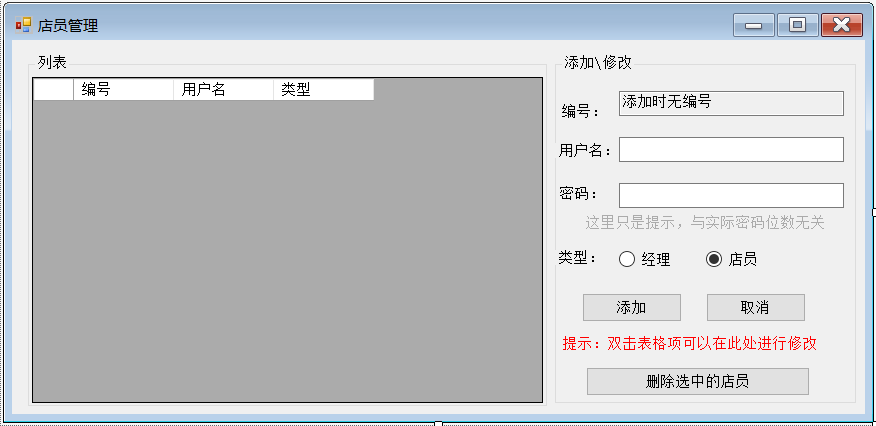 店员管理
列表
编号 用户名 类型
添加\修改
编号： 添加时无编号
用户名：
密码：
这里只是提示，与实际密码位数无关
类型： 经理 店员
添加 取消
提示：双击表格项可以在此处进行修改
删除选中的店员